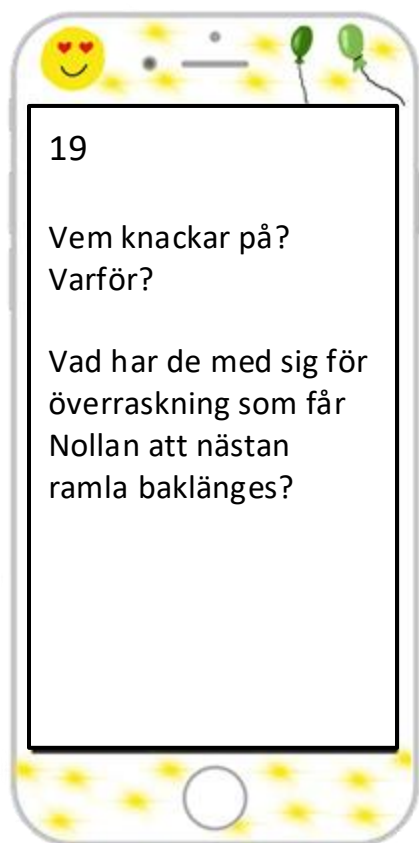 19
Vem knackar på?
Varför?
Vad har de med sig för
överraskning som får
Nollan att nästan
ramla baklänges?